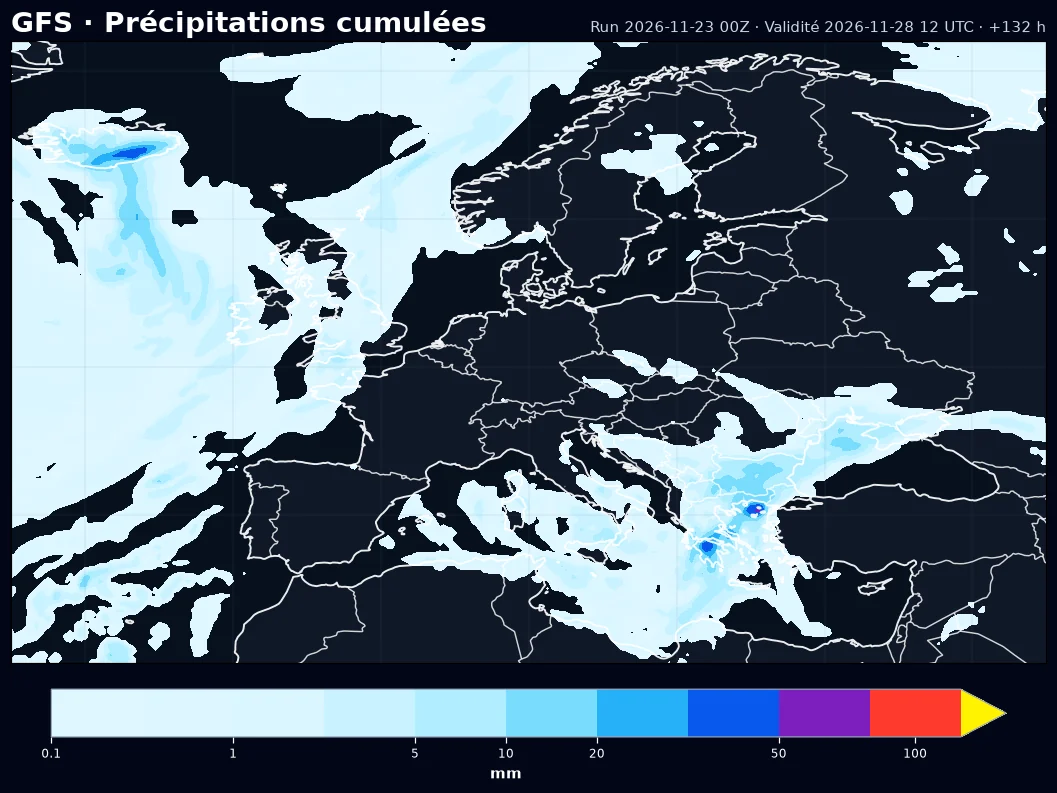 GFS · Précipitations cumulées
Run 2026-11-23 00Z · Validité 2026-11-28 12 UTC · +132 h
0.1 1 5 10 20 50 100
mm